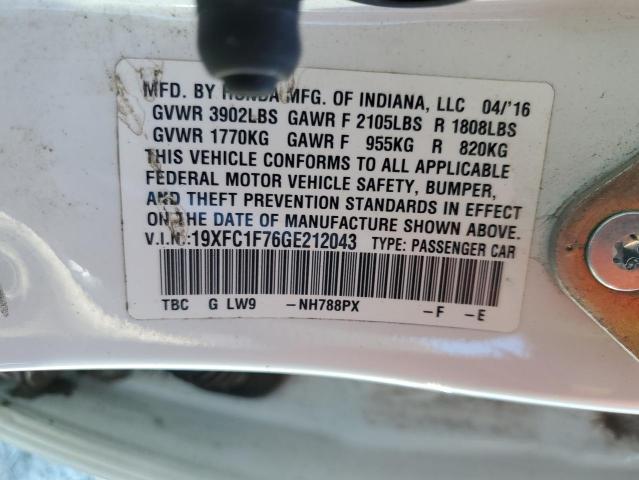 MFD. BY HONDA MFG. OF INDIANA, LLC 04/'16
GVWR 3902LBS GAWR F 2105LBS R 1808LBS
GVWR 1770KG GAWR F 955KG R 820KG
THIS VEHICLE CONFORMS TO ALL APPLICABLE
FEDERAL MOTOR VEHICLE SAFETY, BUMPER,
AND THEFT PREVENTION STANDARDS IN EFFECT
ON THE DATE OF MANUFACTURE SHOWN ABOVE.
V.I.N.:19XFC1F76GE212043 TYPE: PASSENGER CAR
TBC G LW9 -NH788PX -F -E